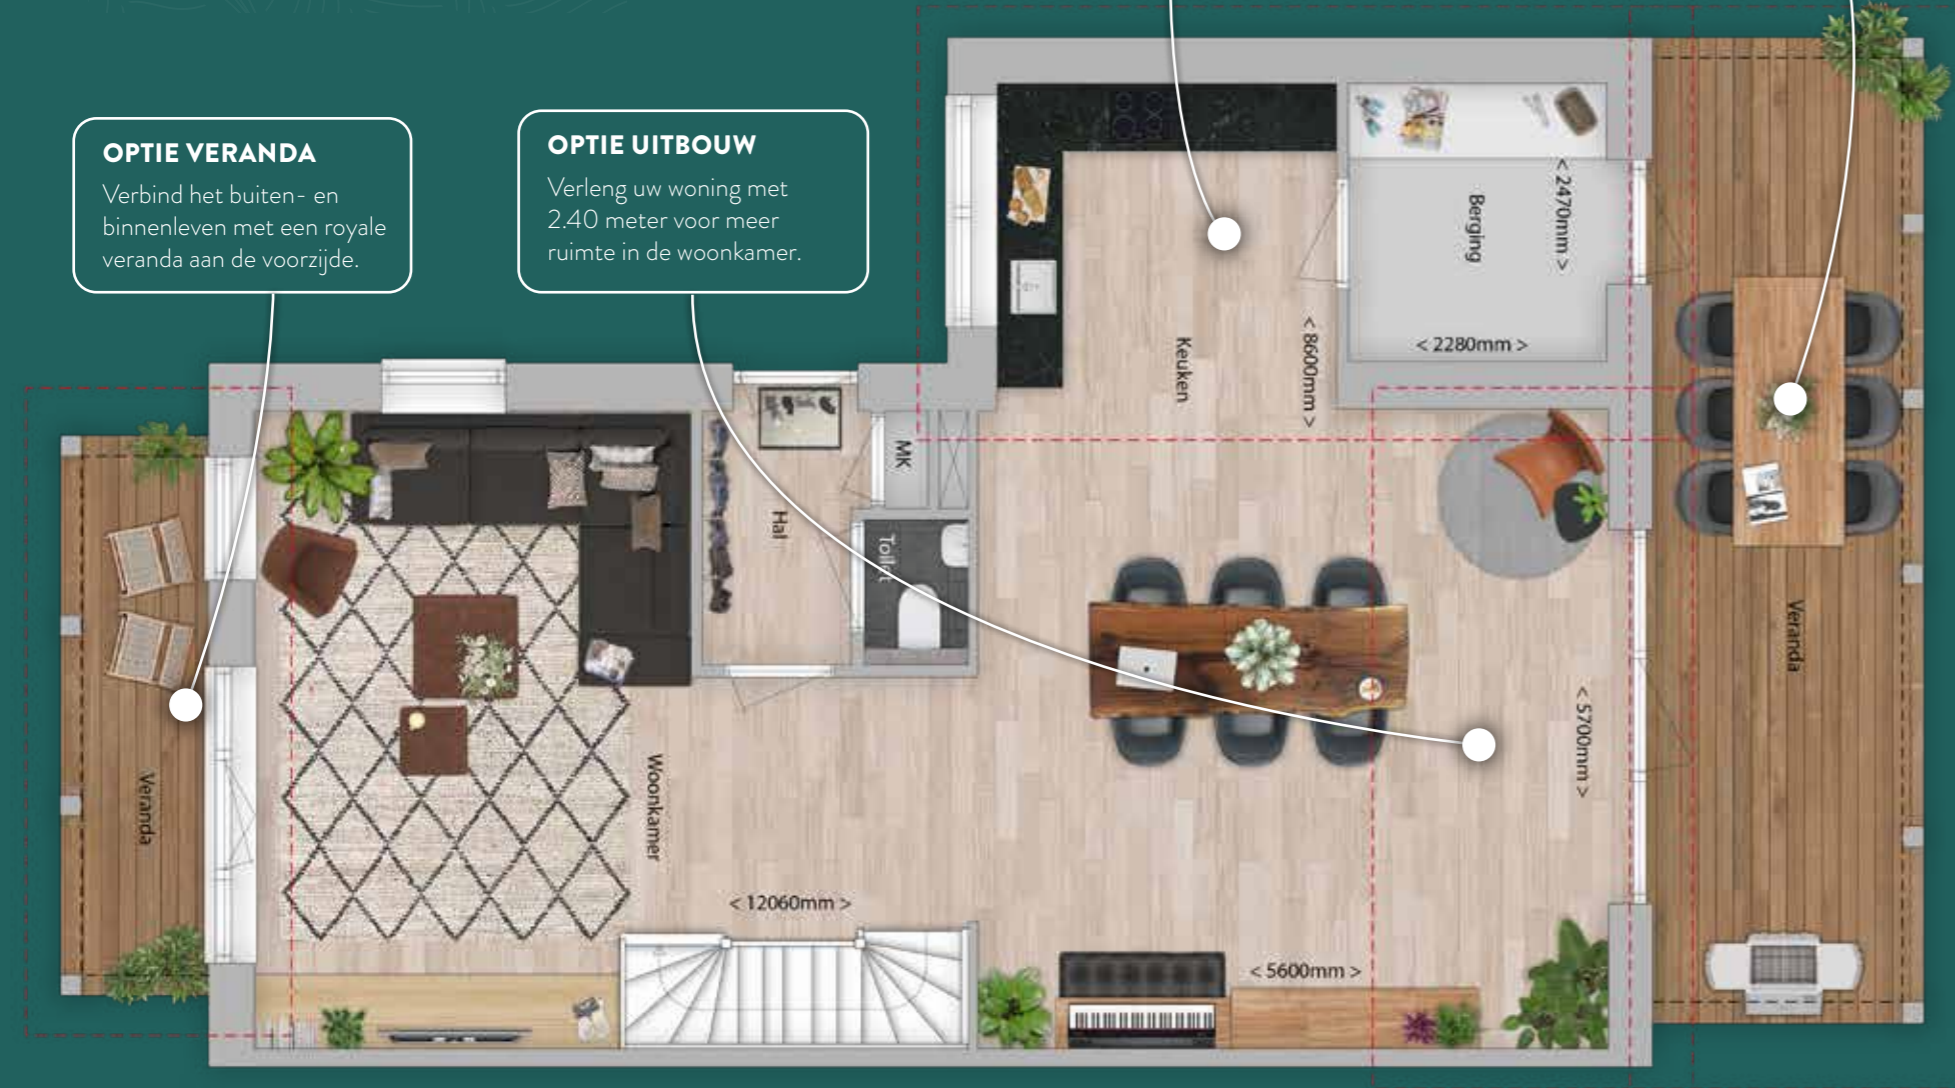 OPTIE VERANDA
Verbind het buiten- en
binnenleven met een royale
veranda aan de voorzijde.
OPTIE UITBOUW
Verleng uw woning met
2.40 meter voor meer
ruimte in de woonkamer.
Berging
< 2470mm >
< 2280mm >
Keuken
< 8600mm >
MK
Hal
Toilet
Veranda
< 5700mm >
Woonkamer
Veranda
< 12060mm >
< 5600mm >